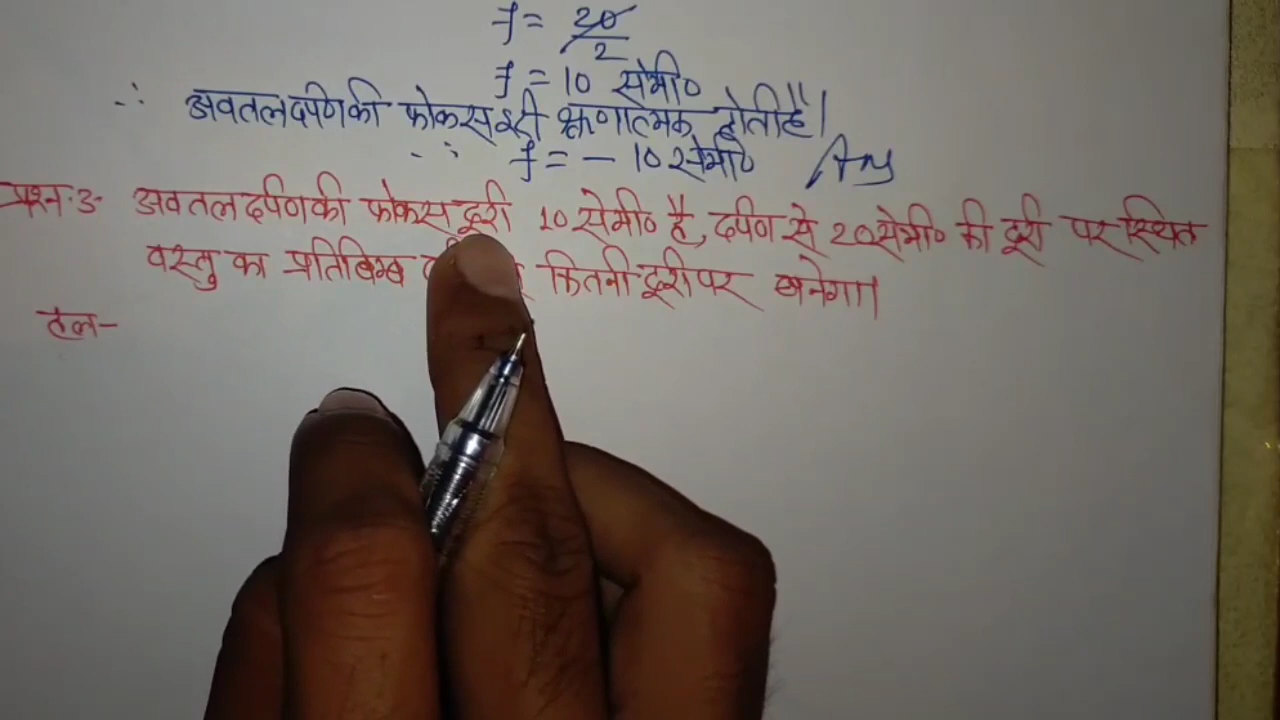 f = 20/2
f = 10 सेमी०
∴ अवतल दर्पण की फोकस दूरी ऋणात्मक होती है।
∴ f = – 10 सेमी० Ans
प्रश्न:3- अवतल दर्पण की फोकस दूरी 10 सेमी० है, दर्पण से 20 सेमी० की दूरी पर स्थित
वस्तु का प्रतिबिम्ब कितनी दूरी पर बनेगा।
हल–